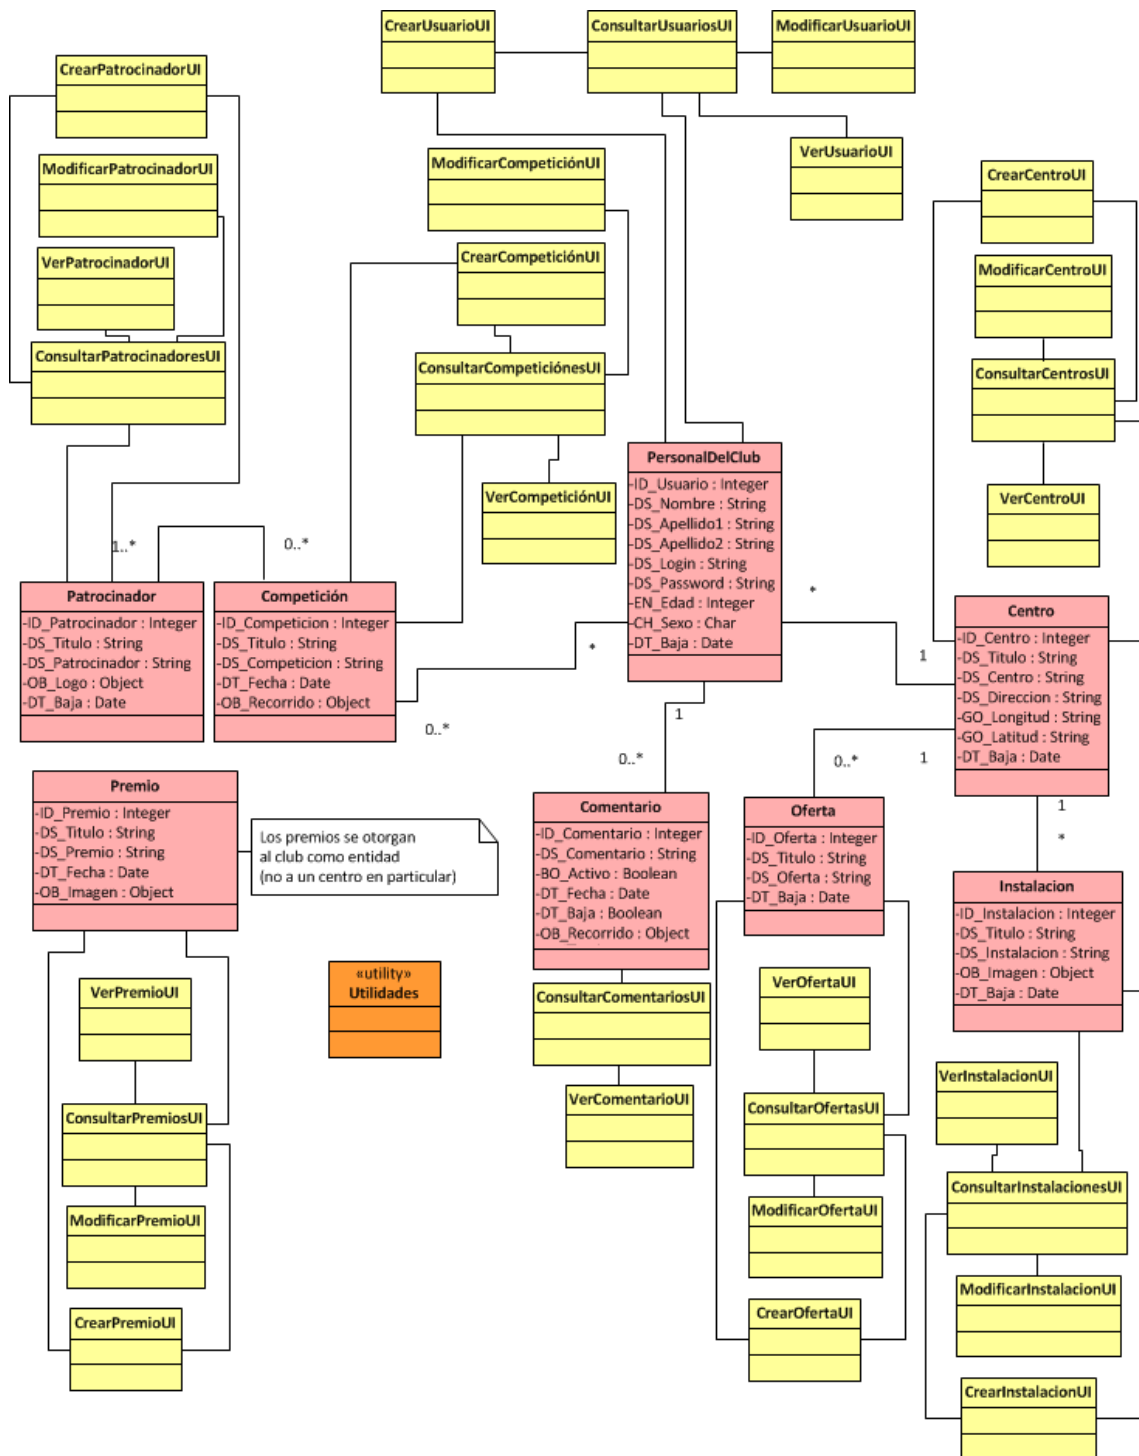 CrearUsuarioUI
ConsultarUsuariosUI
ModificarUsuarioUI
CrearPatrocinadorUI
VerUsuarioUI
ModificarPatrocinadorUI
ModificarCompeticiónUI
CrearCentroUI
VerPatrocinadorUI
CrearCompeticiónUI
ModificarCentroUI
ConsultarPatrocinadoresUI
ConsultarCompeticiónesUI
ConsultarCentrosUI
VerCompeticiónUI
VerCentroUI
PersonalDelClub
-ID_Usuario : Integer
-DS_Nombre : String
-DS_Apellido1 : String
-DS_Apellido2 : String
-DS_Login : String
-DS_Password : String
-EN_Edad : Integer
-CH_Sexo : Char
-DT_Baja : Date
1..*
0..*
Patrocinador
-ID_Patrocinador : Integer
-DS_Titulo : String
-DS_Patrocinador : String
-OB_Logo : Object
-DT_Baja : Date
Competición
-ID_Competicion : Integer
-DS_Titulo : String
-DS_Competicion : String
-DT_Fecha : Date
-OB_Recorrido : Object
*
0..*
*
1
Centro
-ID_Centro : Integer
-DS_Titulo : String
-DS_Centro : String
-DS_Direccion : String
-GO_Longitud : String
-GO_Latitud : String
-DT_Baja : Date
1
0..*
0..*
1
1
*
Premio
-ID_Premio : Integer
-DS_Titulo : String
-DS_Premio : String
-DT_Fecha : Date
-OB_Imagen : Object
Los premios se otorgan
al club como entidad
(no a un centro en particular)
Comentario
-ID_Comentario : Integer
-DS_Comentario : String
-BO_Activo : Boolean
-DT_Fecha : Date
-DT_Baja : Boolean
-OB_Recorrido : Object
Oferta
-ID_Oferta : Integer
-DS_Titulo : String
-DS_Oferta : String
-DT_Baja : Date
Instalacion
-ID_Instalacion : Integer
-DS_Titulo : String
-DS_Instalacion : String
-OB_Imagen : Object
-DT_Baja : Date
«utility»
Utilidades
VerPremioUI
ConsultarComentariosUI
VerOfertaUI
VerInstalacionUI
VerComentarioUI
ConsultarPremiosUI
ConsultarOfertasUI
ConsultarInstalacionesUI
ModificarPremioUI
ModificarOfertaUI
ModificarInstalacionUI
CrearPremioUI
CrearOfertaUI
CrearInstalacionUI